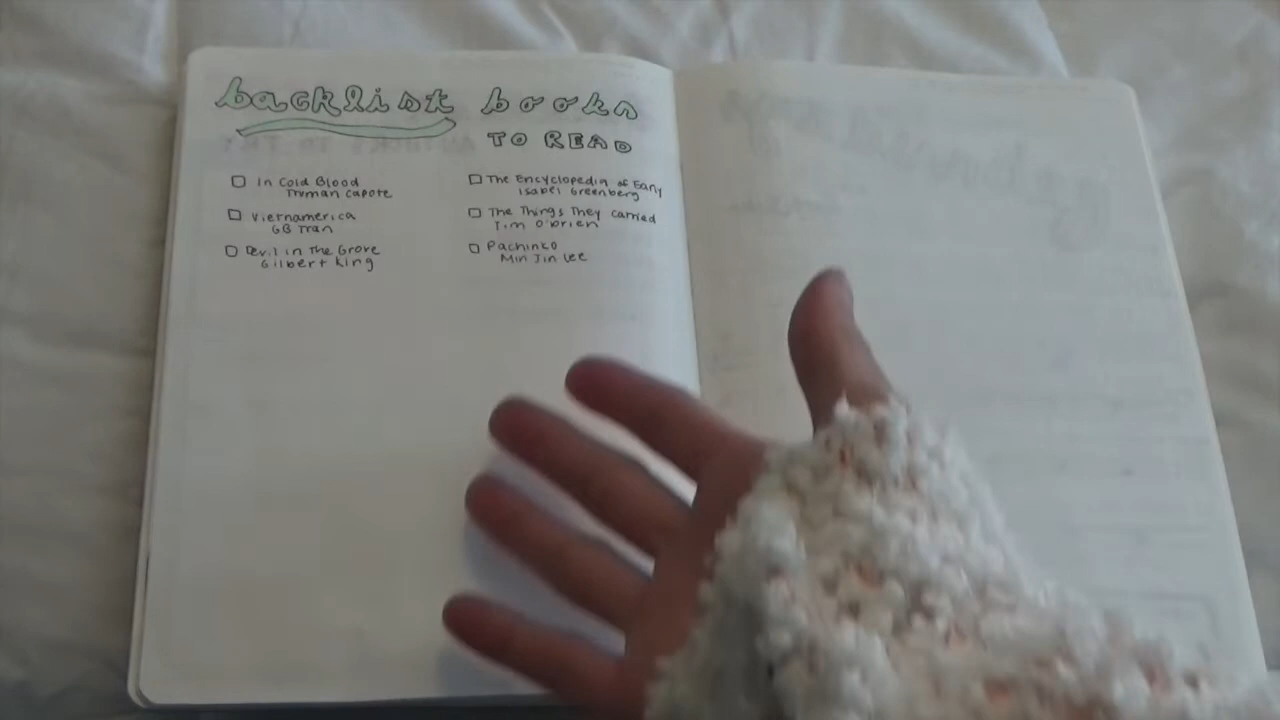 backlist books
TO READ
In Cold Blood
Truman Capote
Vietnamerica
GB Tran
Devil in The Grove
Gilbert King
The Encyclopedia of Early
Isabel Greenberg
The Things They carried
Tim O'Brien
Pachinko
Min Jin Lee